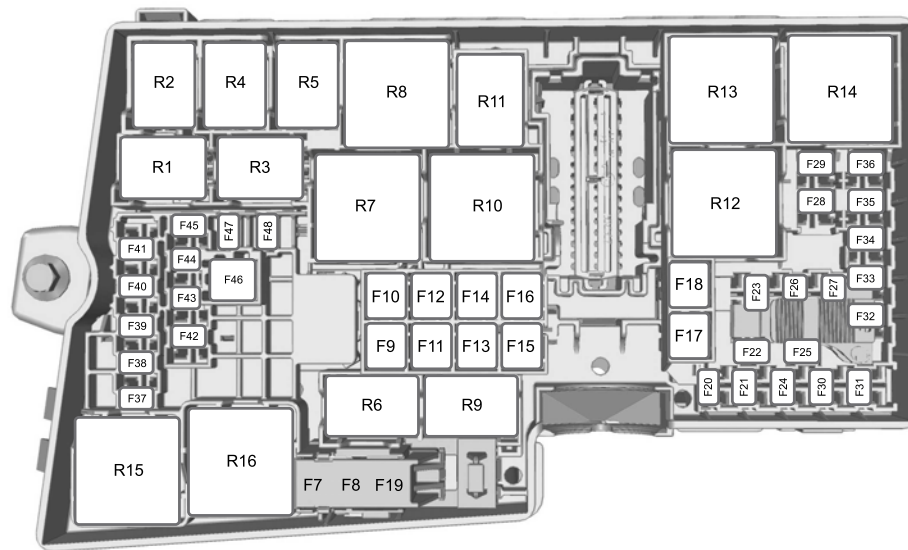 R2 R4 R5 R8 R11 R13 R14
R1 R3 R7 R10 R12 F29 F36
F28 F35
F45 F47 F48
F41 F44 F34
F40 F46 F10 F12 F14 F16 F18 F23 F26 F27 F33
F43
F39 F42 F9 F11 F13 F15 F17 F32
F38 F22 F25
F37 R6 R9 F20 F21 F24 F30 F31
R15 R16 F7 F8 F19